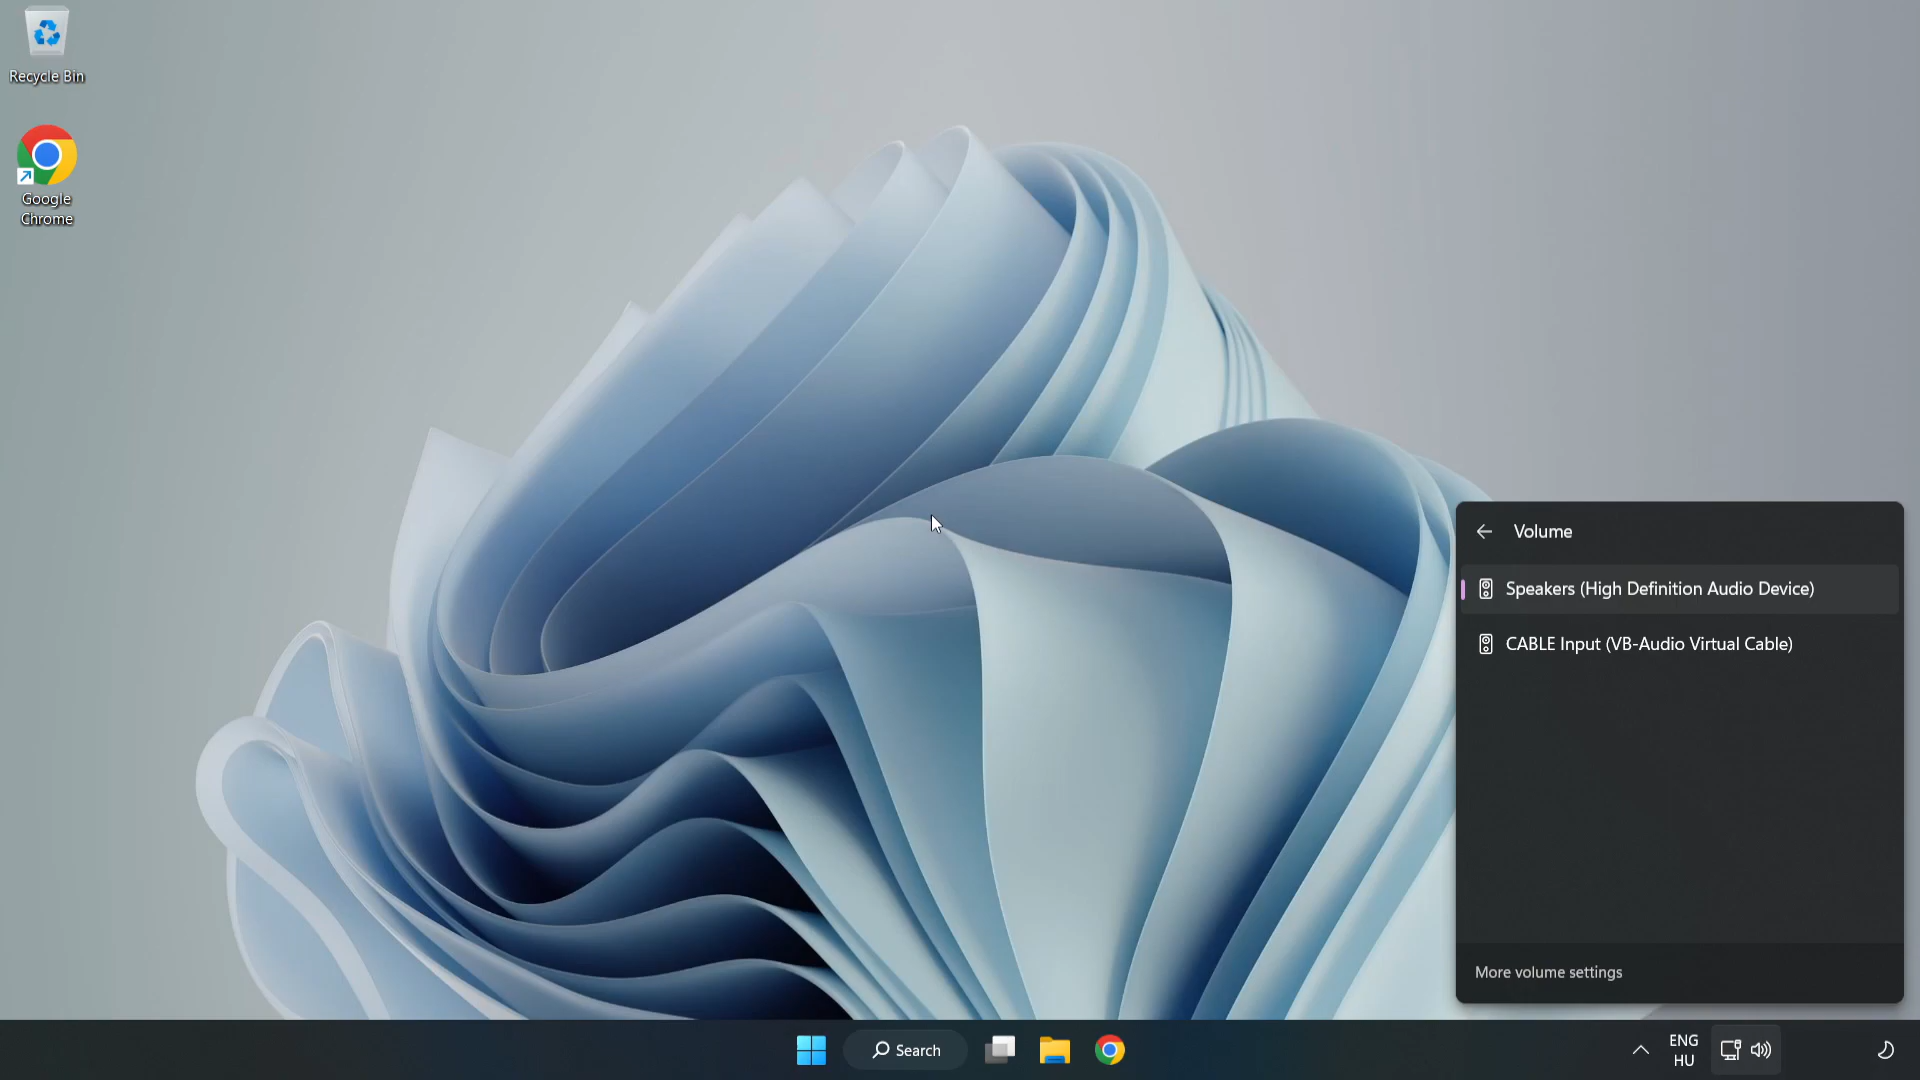 Recycle Bin
Google
Chrome
Volume
Speakers (High Definition Audio Device)
CABLE Input (VB-Audio Virtual Cable)
More volume settings
Search
ENG
HU